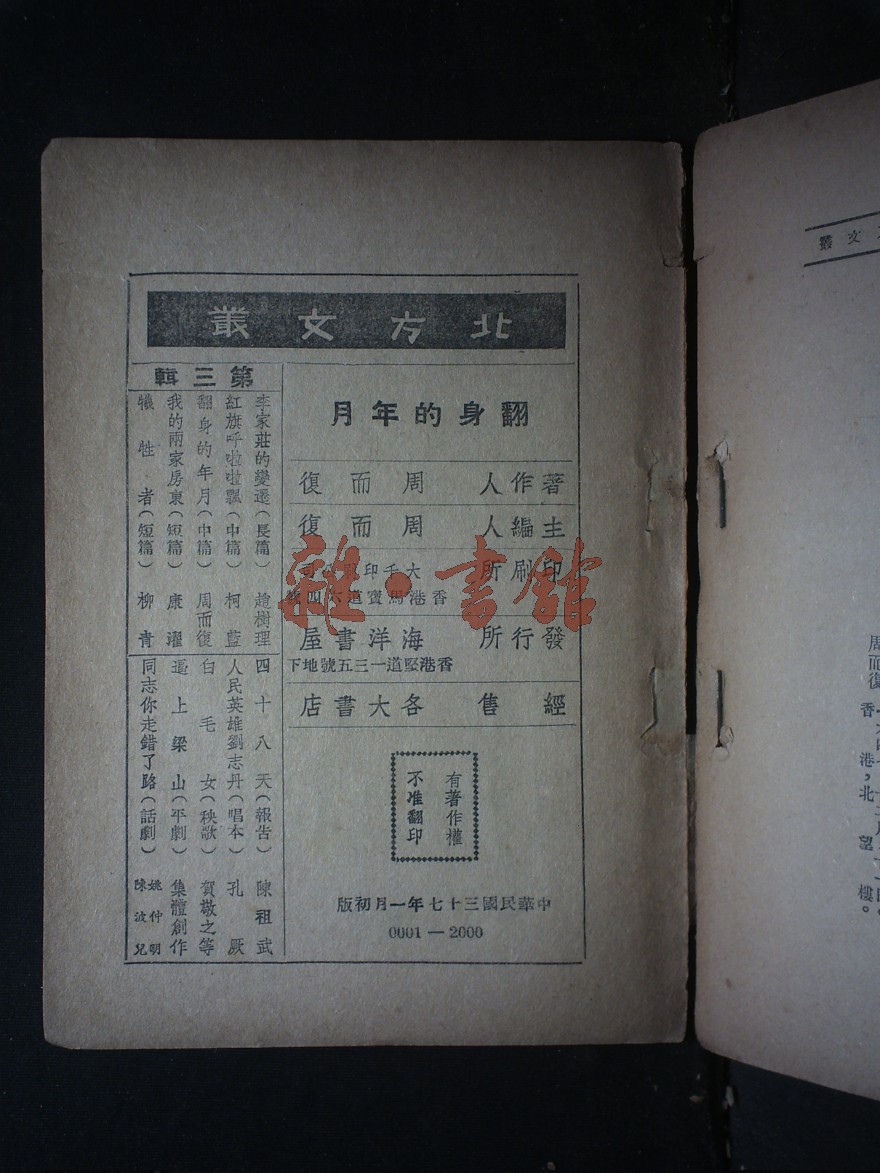 北方文叢
翻身的年月
著作人 周而復
主編人 周而復
印刷所 大千印
香港馬寶道六四
發行所 海洋書屋
香港堅道一三五號地下
經售 各大書店
有著作權
不准翻印
中華民國三十七年一月初版
0001—2000
第三輯
李家莊的變遷(長篇) 趙樹理
紅旗呼啦啦飄(中篇) 柯藍
翻身的年月(中篇) 周而復
我的兩家房東(短篇) 康濯
犧牲者(短篇) 柳青
四十八天(報告) 陳祖武
人民英雄劉志丹(唱本) 孔厥
白毛女(秧歌) 賀敬之等
逼上梁山(平劇) 集體創作
同志你走錯了路(話劇) 姚仲明 陳波兒
雜·書館
文叢
周而復
香港,北望樓。